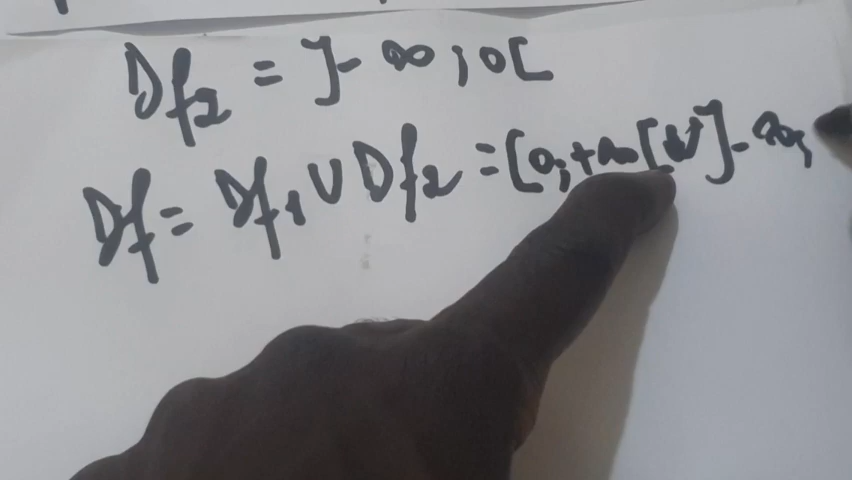 Df2 = ]-∞ ; 0[
Df = Df1 ∪ Df2 = [0; +∞[ ∪ ]-∞;